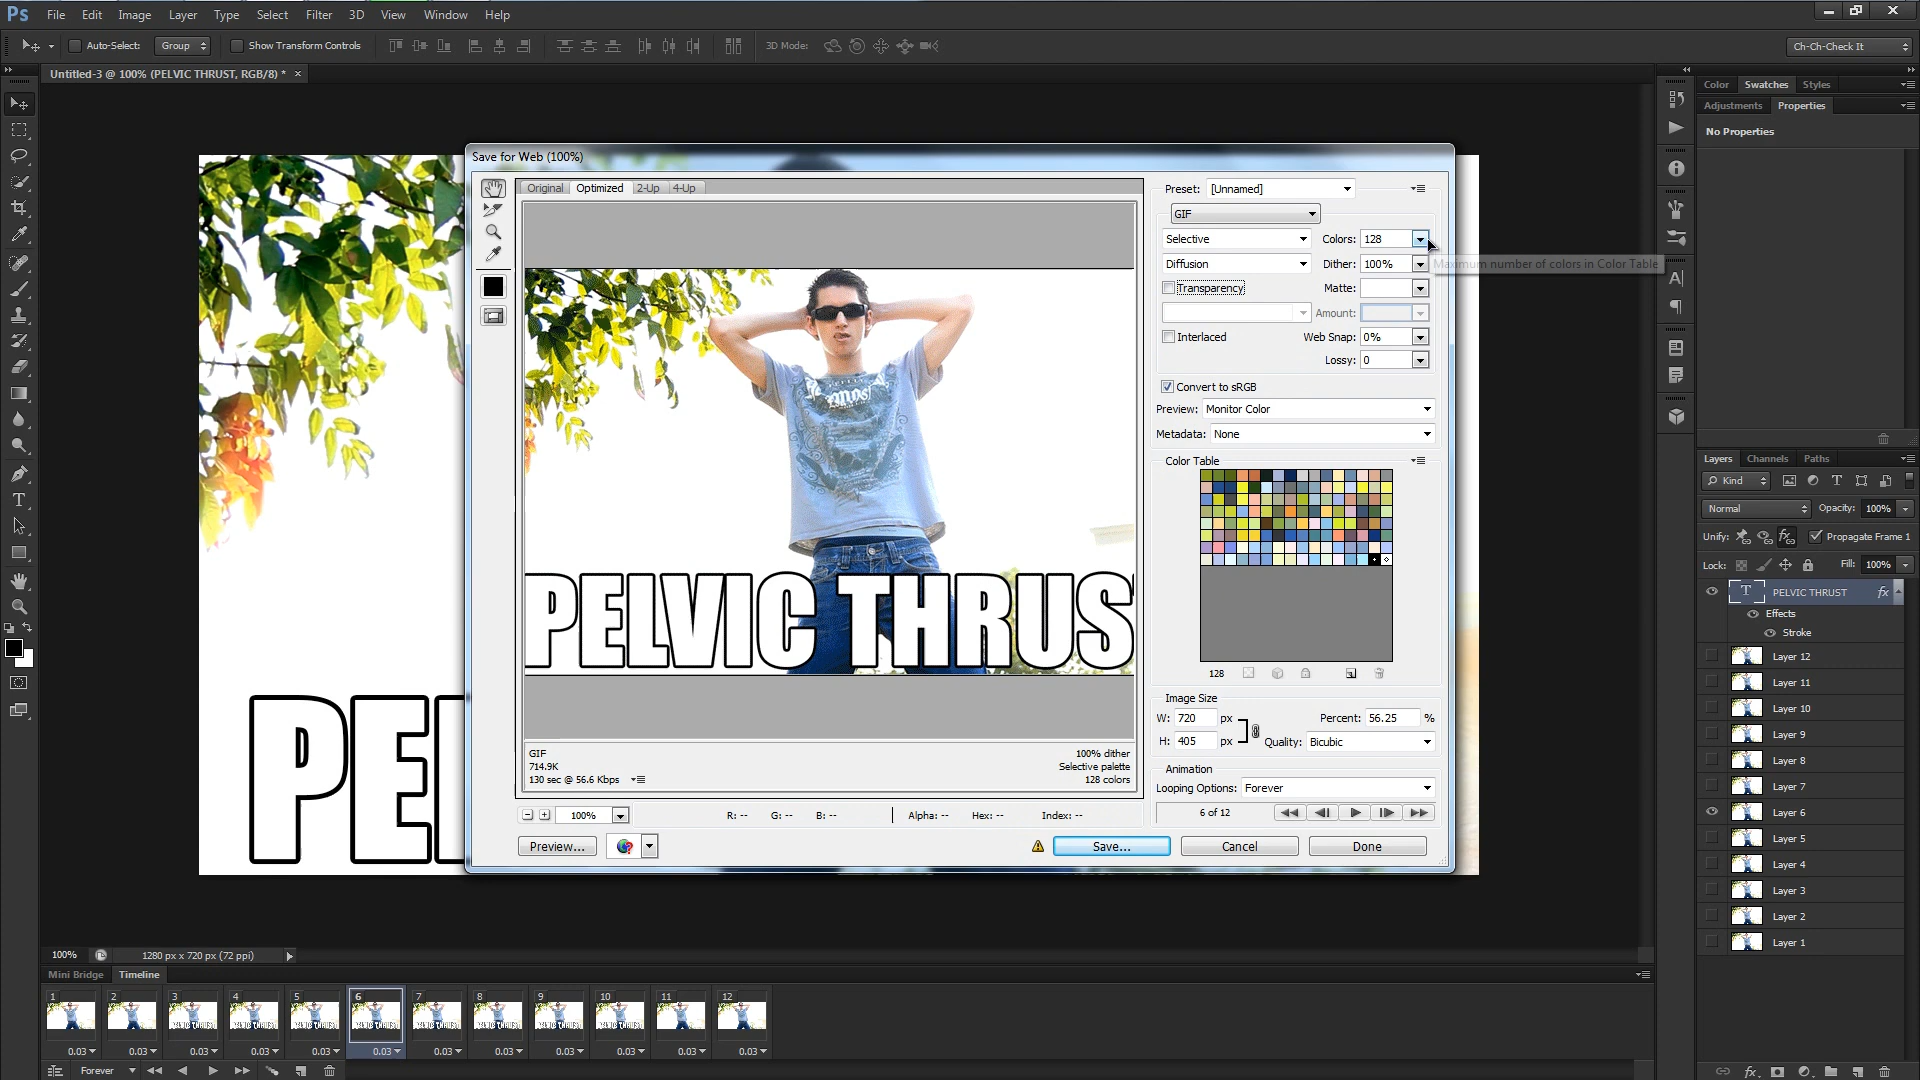 Ps File Edit Image Layer Type Select Filter 3D View Window Help
Auto-Select: Group Show Transform Controls 3D Mode: Ch-Ch-Check It
Untitled-3 @ 100% (PELVIC THRUST, RGB/8) * ×
Save for Web (100%)
Original Optimized 2-Up 4-Up
PELVIC THRUS
GIF
714.9K
130 sec @ 56.6 Kbps
100% dither
Selective palette
128 colors
100% R: -- G: -- B: -- Alpha: -- Hex: -- Index: --
Preview... Save... Cancel Done
Preset: [Unnamed]
GIF
Selective Colors: 128
Diffusion Dither: 100%
Maximum number of colors in Color Table
Transparency Matte:
Amount:
Interlaced Web Snap: 0%
Lossy: 0
Convert to sRGB
Preview: Monitor Color
Metadata: None
Color Table
128
Image Size
W: 720 px Percent: 56.25 %
H: 405 px Quality: Bicubic
Animation
Looping Options: Forever
6 of 12
PEL
Color Swatches Styles
Adjustments Properties
No Properties
Layers Channels Paths
Kind
Normal Opacity: 100%
Unify: Propagate Frame 1
Lock: Fill: 100%
T PELVIC THRUST fx
Effects
Stroke
Layer 12
Layer 11
Layer 10
Layer 9
Layer 8
Layer 7
Layer 6
Layer 5
Layer 4
Layer 3
Layer 2
Layer 1
100% 1280 px x 720 px (72 ppi)
Mini Bridge Timeline
1 2 3 4 5 6 7 8 9 10 11 12
0.03 0.03 0.03 0.03 0.03 0.03 0.03 0.03 0.03 0.03 0.03 0.03
Forever